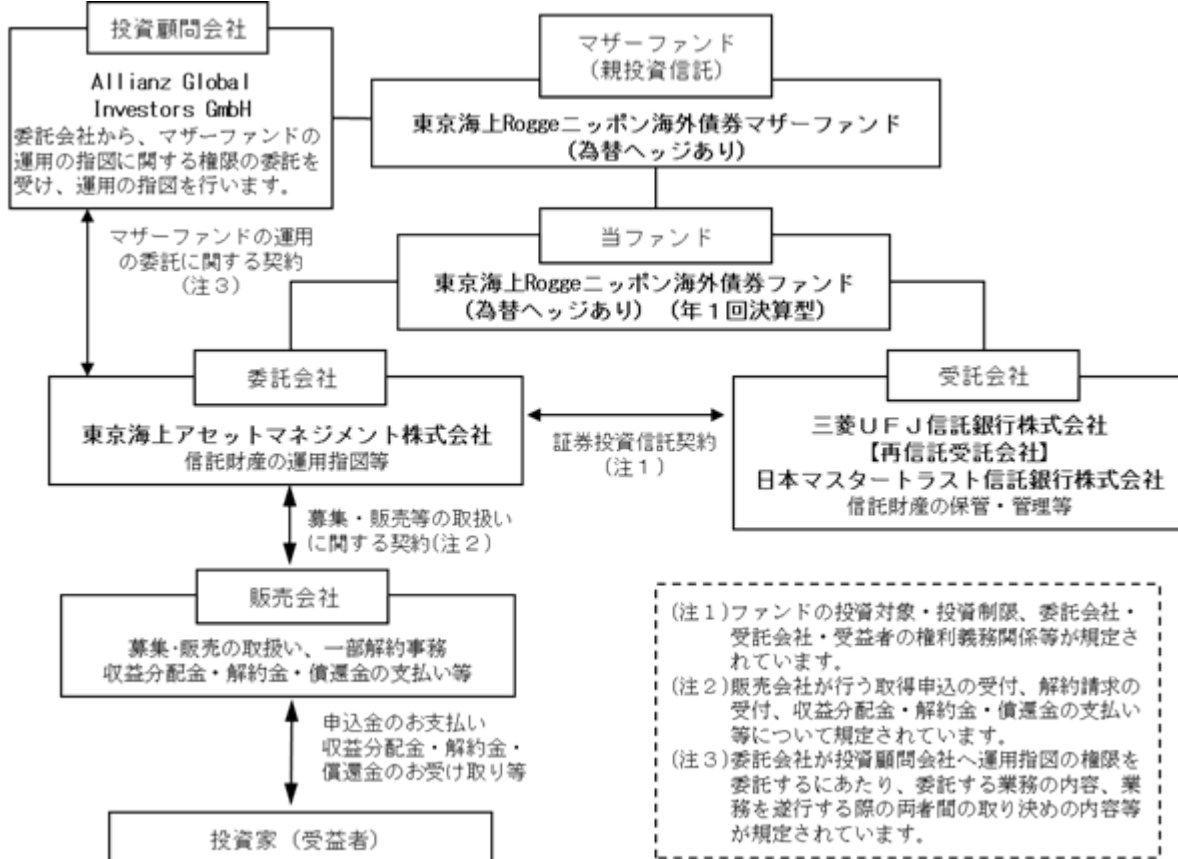 投資顧問会社
Allianz Global
Investors GmbH
委託会社から、マザーファンドの
運用の指図に関する権限の委託を
受け、運用の指図を行います。
マザーファンド
(親投資信託)
東京海上Roggeニッポン海外債券マザーファンド
(為替ヘッジあり)
マザーファンドの運用
の委託に関する契約
(注３)
当ファンド
東京海上Roggeニッポン海外債券ファンド
(為替ヘッジあり) (年１回決算型)
委託会社
東京海上アセットマネジメント株式会社
信託財産の運用指図等
証券投資信託契約
(注１)
受託会社
三菱ＵＦＪ信託銀行株式会社
【再信託受託会社】
日本マスタートラスト信託銀行株式会社
信託財産の保管・管理等
募集・販売等の取扱い
に関する契約(注２)
販売会社
募集･販売の取扱い、一部解約事務
収益分配金・解約金・償還金の支払い等
申込金のお支払い
収益分配金・解約金・
償還金のお受け取り等
投資家 (受益者)
(注１)ファンドの投資対象・投資制限、委託会社・
受託会社・受益者の権利義務関係等が規定さ
れています。
(注２)販売会社が行う取得申込の受付、解約請求の
受付、収益分配金・解約金・償還金の支払い
等について規定されています。
(注３)委託会社が投資顧問会社へ運用指図の権限を
委託するにあたり、委託する業務の内容、業
務を遂行する際の両者間の取り決めの内容等
が規定されています。